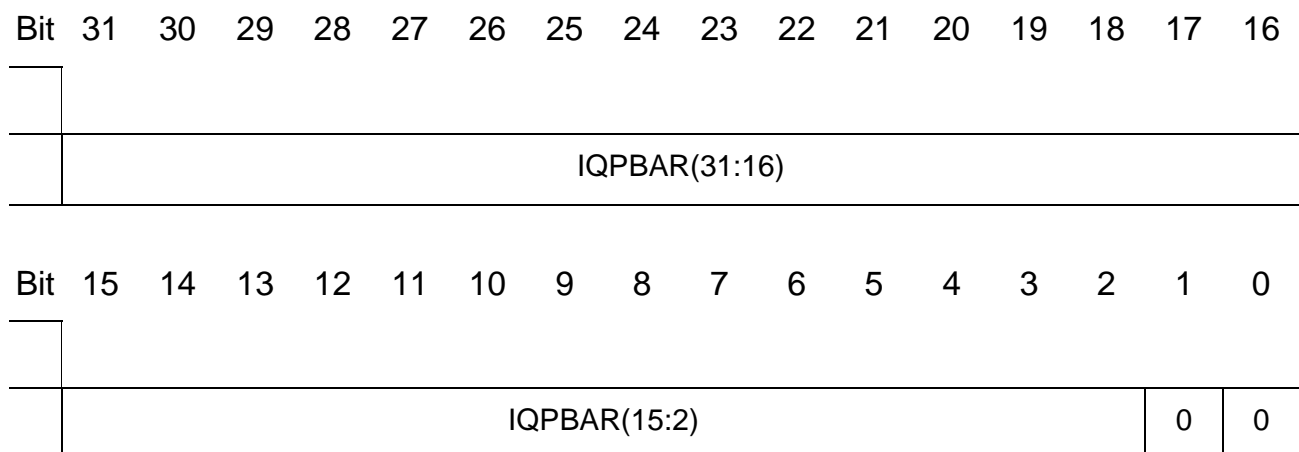 Bit 31 30 29 28 27 26 25 24 23 22 21 20 19 18 17 16
IQPBAR(31:16)
Bit 15 14 13 12 11 10 9 8 7 6 5 4 3 2 1 0
IQPBAR(15:2) 0 0